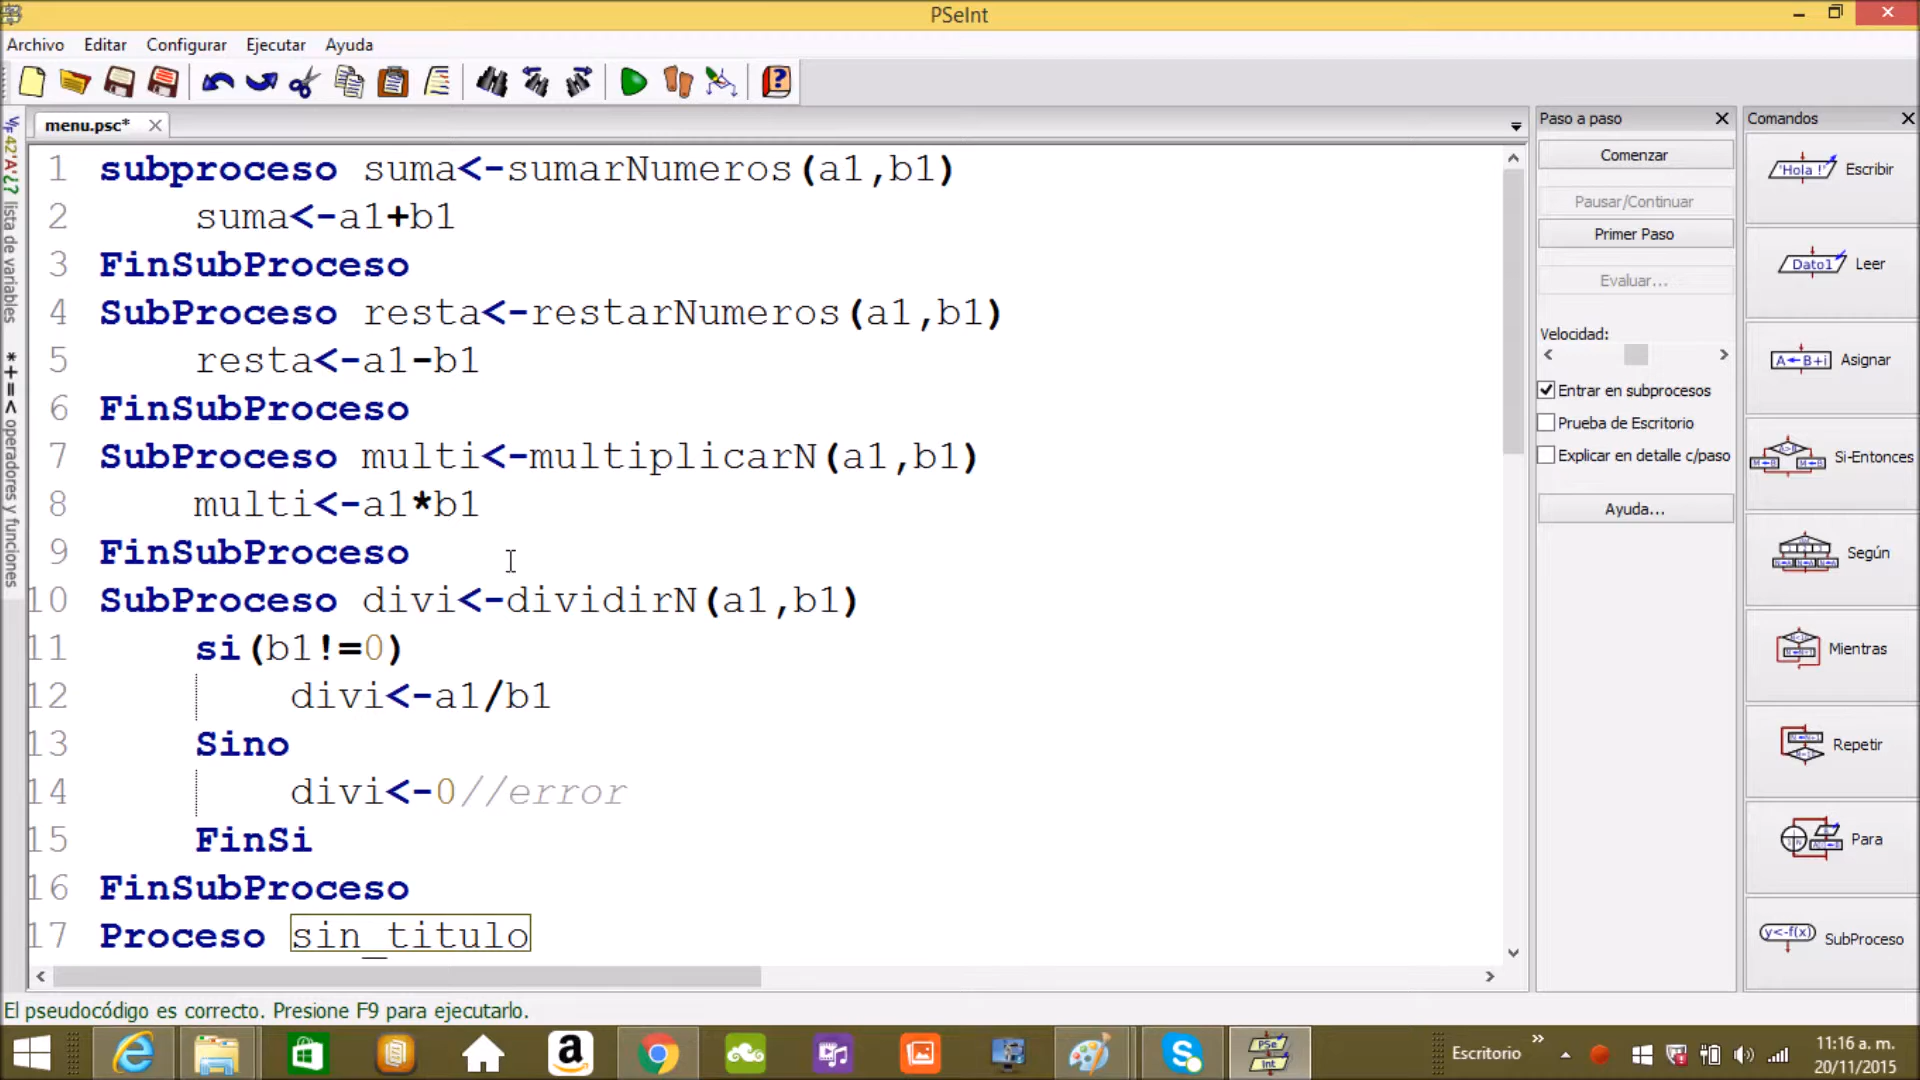 PSeInt
Archivo Editar Configurar Ejecutar Ayuda
menu.psc*
1 subproceso suma<-sumarNumeros(a1,b1)
2 suma<-a1+b1
3 FinSubProceso
4 SubProceso resta<-restarNumeros(a1,b1)
5 resta<-a1-b1
6 FinSubProceso
7 SubProceso multi<-multiplicarN(a1,b1)
8 multi<-a1*b1
9 FinSubProceso
10 SubProceso divi<-dividirN(a1,b1)
11 si(b1!=0)
12 divi<-a1/b1
13 Sino
14 divi<-0//error
15 FinSi
16 FinSubProceso
17 Proceso sin_titulo
lista de variables
*+=< operadores y funciones
Paso a paso
Comenzar
Pausar/Continuar
Primer Paso
Evaluar...
Velocidad:
Entrar en subprocesos
Prueba de Escritorio
Explicar en detalle c/paso
Ayuda...
Comandos
'Hola !' Escribir
Dato1 Leer
A←B+i Asignar
Si-Entonces
Según
Mientras
Repetir
Para
y<-f(x) SubProceso
El pseudocódigo es correcto. Presione F9 para ejecutarlo.
Escritorio
11:16 a. m.
20/11/2015